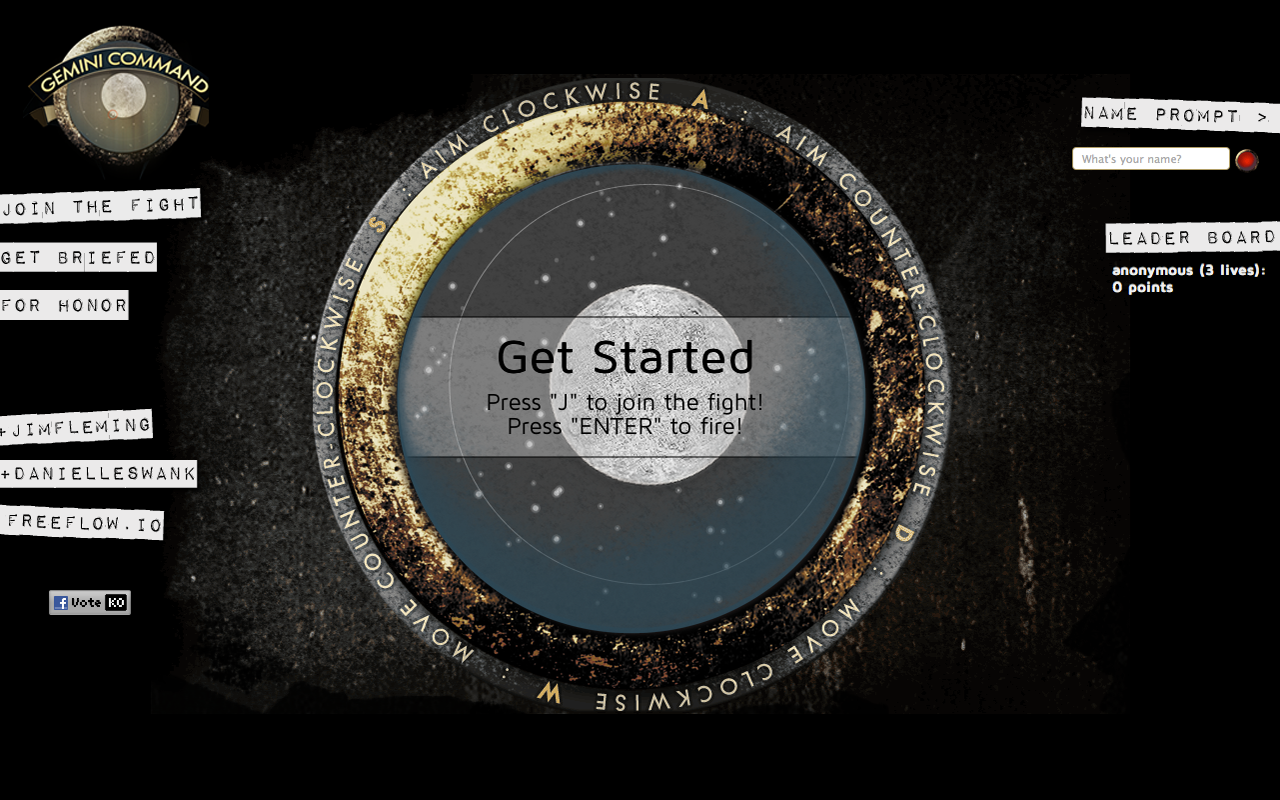 GEMINI COMMAND
JOIN THE FIGHT
GET BRIEFED
FOR HONOR
+JIMFLEMING
+DANIELLESWANK
FREEFLOW.IO
f Vote KO
A : AIM COUNTER-CLOCKWISE
D : MOVE CLOCKWISE
W : MOVE COUNTER-CLOCKWISE
S : AIM CLOCKWISE
Get Started
Press "J" to join the fight!
Press "ENTER" to fire!
NAME PROMPT >
What's your name?
LEADER BOARD
anonymous (3 lives):
0 points